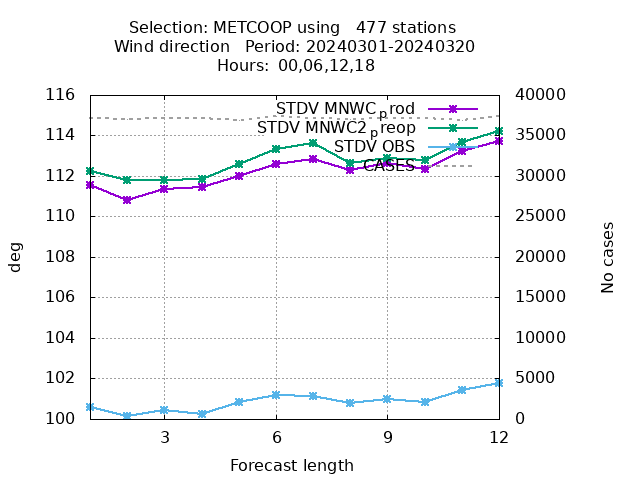 Selection: METCOOP using   477 stations
Wind direction   Period: 20240301-20240320
Hours:  00,06,12,18
STDV MNWC_prod
STDV MNWC2_preop
STDV OBS
CASES
116
114
112
110
108
106
104
102
100
40000
35000
30000
25000
20000
15000
10000
5000
0
deg
No cases
3 6 9 12
Forecast length